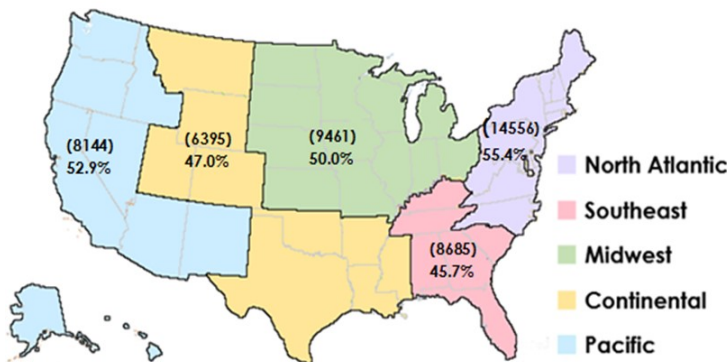 (8144)
52.9%
(6395)
47.0%
(9461)
50.0%
(14556)
55.4%
(8685)
45.7%
North Atlantic
Southeast
Midwest
Continental
Pacific